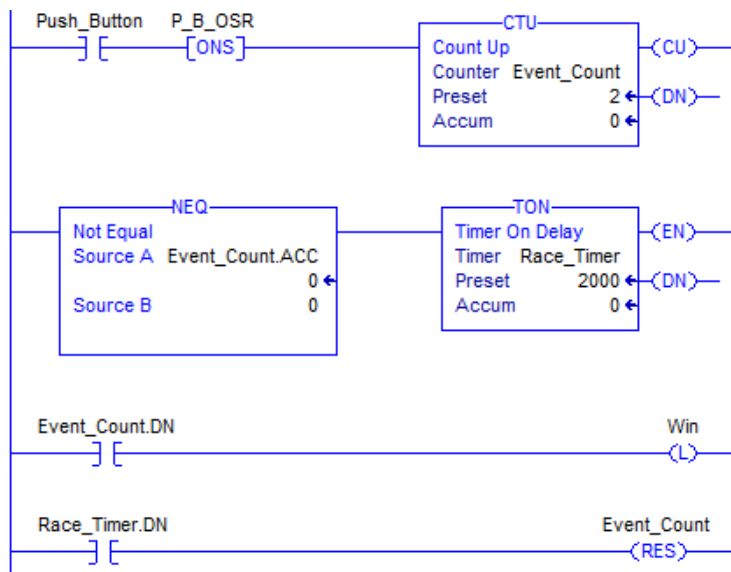 Push_Button P_B_OSR
ONS
CTU
Count Up
Counter Event_Count
Preset 2
Accum 0
CU
DN
NEQ
Not Equal
Source A Event_Count.ACC
0
Source B 0
TON
Timer On Delay
Timer Race_Timer
Preset 2000
Accum 0
EN
DN
Event_Count.DN Win
L
Race_Timer.DN Event_Count
RES